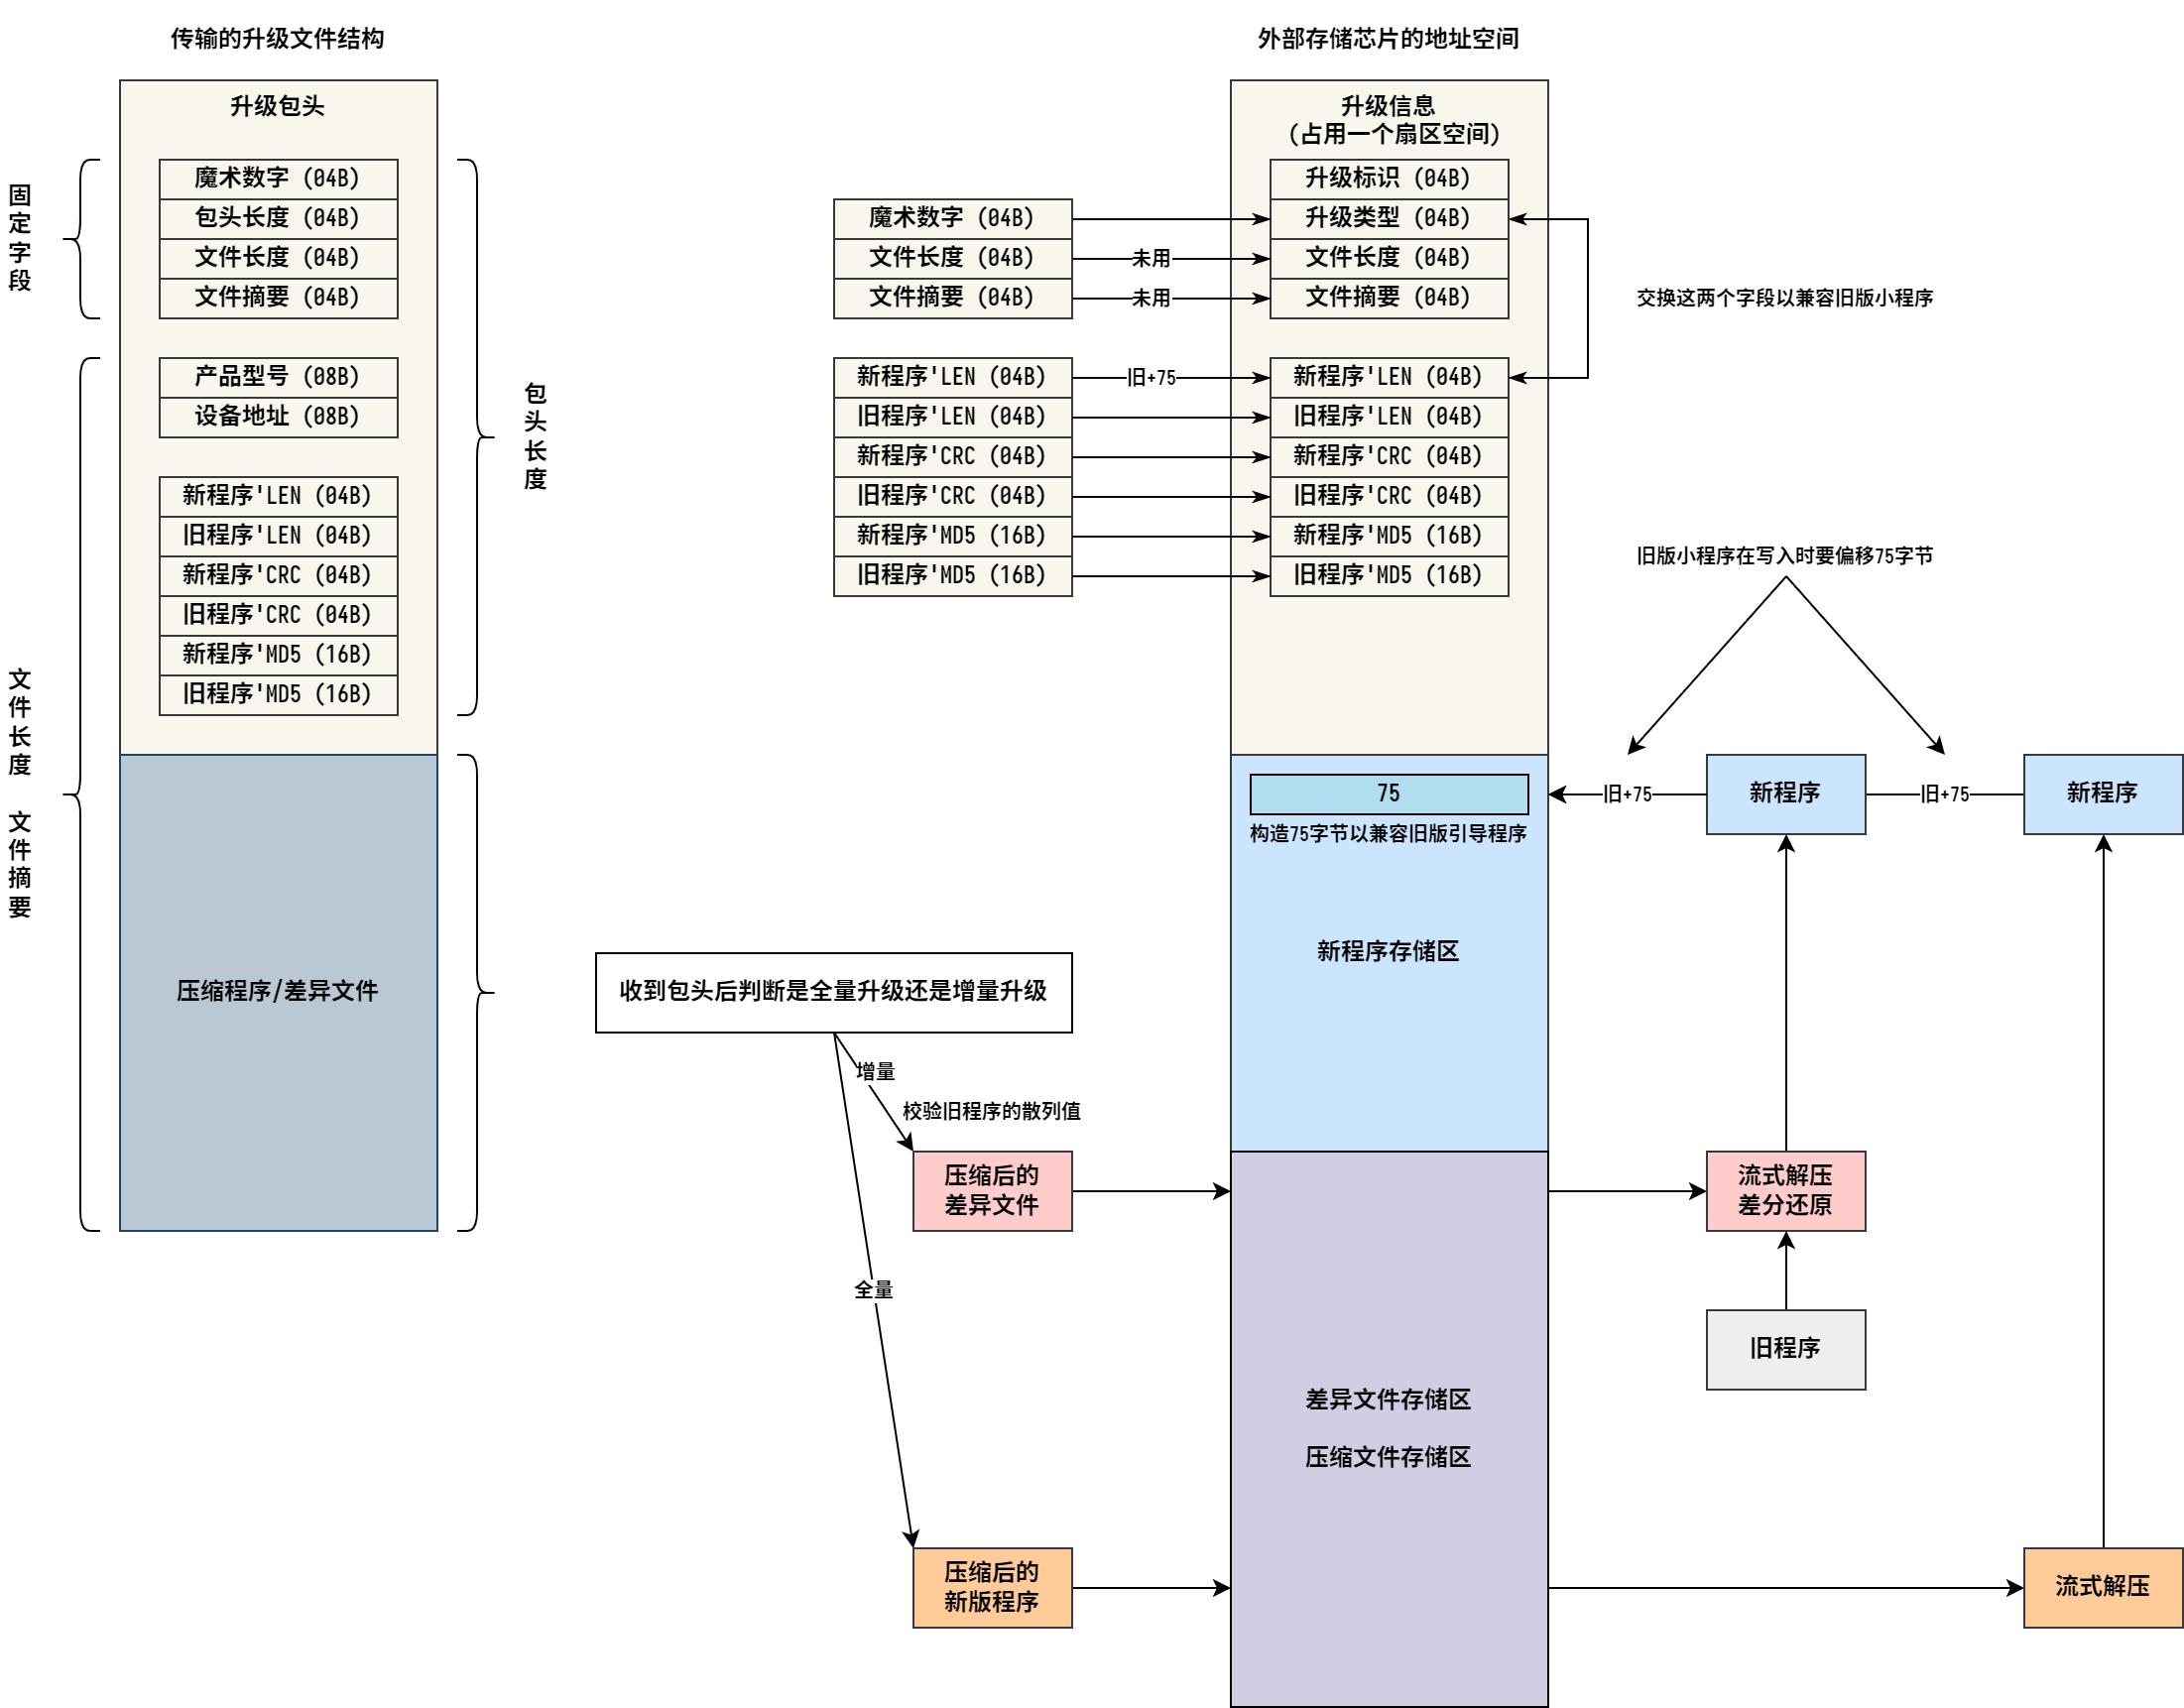 传输的升级文件结构
升级包头
固定字段
魔术数字 (04B)
包头长度 (04B)
文件长度 (04B)
文件摘要 (04B)
产品型号 (08B)
设备地址 (08B)
新程序'LEN (04B)
旧程序'LEN (04B)
新程序'CRC (04B)
旧程序'CRC (04B)
新程序'MD5 (16B)
旧程序'MD5 (16B)
包头长度
文件长度
文件摘要
压缩程序/差异文件
魔术数字 (04B)
文件长度 (04B)
未用
文件摘要 (04B)
未用
新程序'LEN (04B)
旧+75
旧程序'LEN (04B)
新程序'CRC (04B)
旧程序'CRC (04B)
新程序'MD5 (16B)
旧程序'MD5 (16B)
外部存储芯片的地址空间
升级信息
(占用一个扇区空间)
升级标识 (04B)
升级类型 (04B)
文件长度 (04B)
文件摘要 (04B)
新程序'LEN (04B)
旧程序'LEN (04B)
新程序'CRC (04B)
旧程序'CRC (04B)
新程序'MD5 (16B)
旧程序'MD5 (16B)
交换这两个字段以兼容旧版小程序
旧版小程序在写入时要偏移75字节
75
构造75字节以兼容旧版引导程序
旧+75
新程序
旧+75
新程序
新程序存储区
收到包头后判断是全量升级还是增量升级
增量
校验旧程序的散列值
压缩后的
差异文件
流式解压
差分还原
全量
旧程序
差异文件存储区
压缩文件存储区
压缩后的
新版程序
流式解压